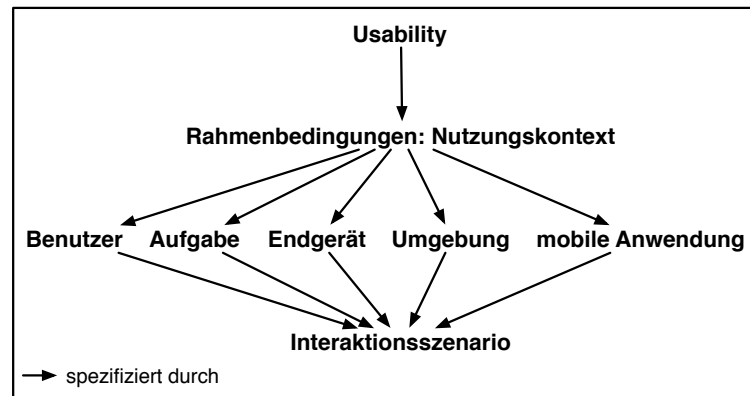 Usability
Rahmenbedingungen: Nutzungskontext
Benutzer Aufgabe Endgerät Umgebung mobile Anwendung
Interaktionsszenario
spezifiziert durch